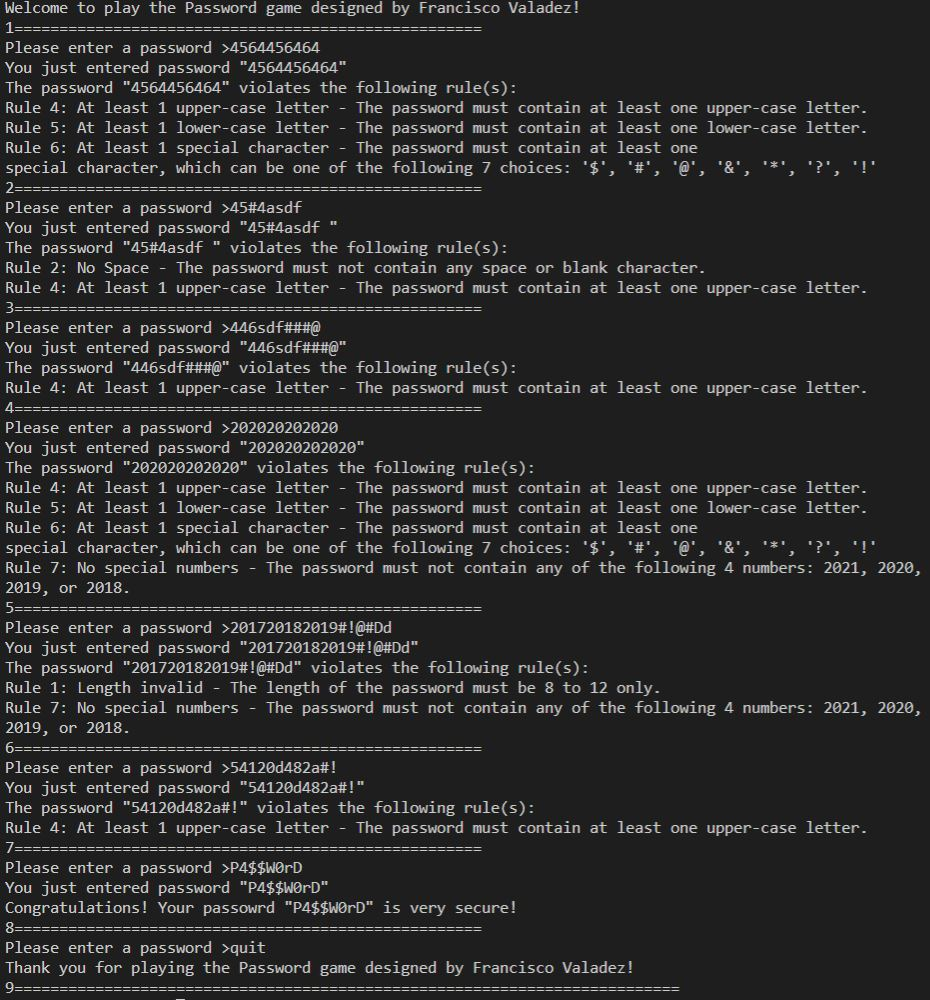 Welcome to play the Password game designed by Francisco Valadez!
1====================================================
Please enter a password >4564456464
You just entered password "4564456464"
The password "4564456464" violates the following rule(s):
Rule 4: At least 1 upper-case letter - The password must contain at least one upper-case letter.
Rule 5: At least 1 lower-case letter - The password must contain at least one lower-case letter.
Rule 6: At least 1 special character - The password must contain at least one
special character, which can be one of the following 7 choices: '$', '#', '@', '&', '*', '?', '!'
2====================================================
Please enter a password >45#4asdf
You just entered password "45#4asdf "
The password "45#4asdf " violates the following rule(s):
Rule 2: No Space - The password must not contain any space or blank character.
Rule 4: At least 1 upper-case letter - The password must contain at least one upper-case letter.
3====================================================
Please enter a password >446sdf###@
You just entered password "446sdf###@"
The password "446sdf###@" violates the following rule(s):
Rule 4: At least 1 upper-case letter - The password must contain at least one upper-case letter.
4====================================================
Please enter a password >202020202020
You just entered password "202020202020"
The password "202020202020" violates the following rule(s):
Rule 4: At least 1 upper-case letter - The password must contain at least one upper-case letter.
Rule 5: At least 1 lower-case letter - The password must contain at least one lower-case letter.
Rule 6: At least 1 special character - The password must contain at least one
special character, which can be one of the following 7 choices: '$', '#', '@', '&', '*', '?', '!'
Rule 7: No special numbers - The password must not contain any of the following 4 numbers: 2021, 2020,
2019, or 2018.
5====================================================
Please enter a password >201720182019#!@#Dd
You just entered password "201720182019#!@#Dd"
The password "201720182019#!@#Dd" violates the following rule(s):
Rule 1: Length invalid - The length of the password must be 8 to 12 only.
Rule 7: No special numbers - The password must not contain any of the following 4 numbers: 2021, 2020,
2019, or 2018.
6====================================================
Please enter a password >54120d482a#!
You just entered password "54120d482a#!"
The password "54120d482a#!" violates the following rule(s):
Rule 4: At least 1 upper-case letter - The password must contain at least one upper-case letter.
7====================================================
Please enter a password >P4$$W0rD
You just entered password "P4$$W0rD"
Congratulations! Your passowrd "P4$$W0rD" is very secure!
8====================================================
Please enter a password >quit
Thank you for playing the Password game designed by Francisco Valadez!
9==========================================================================